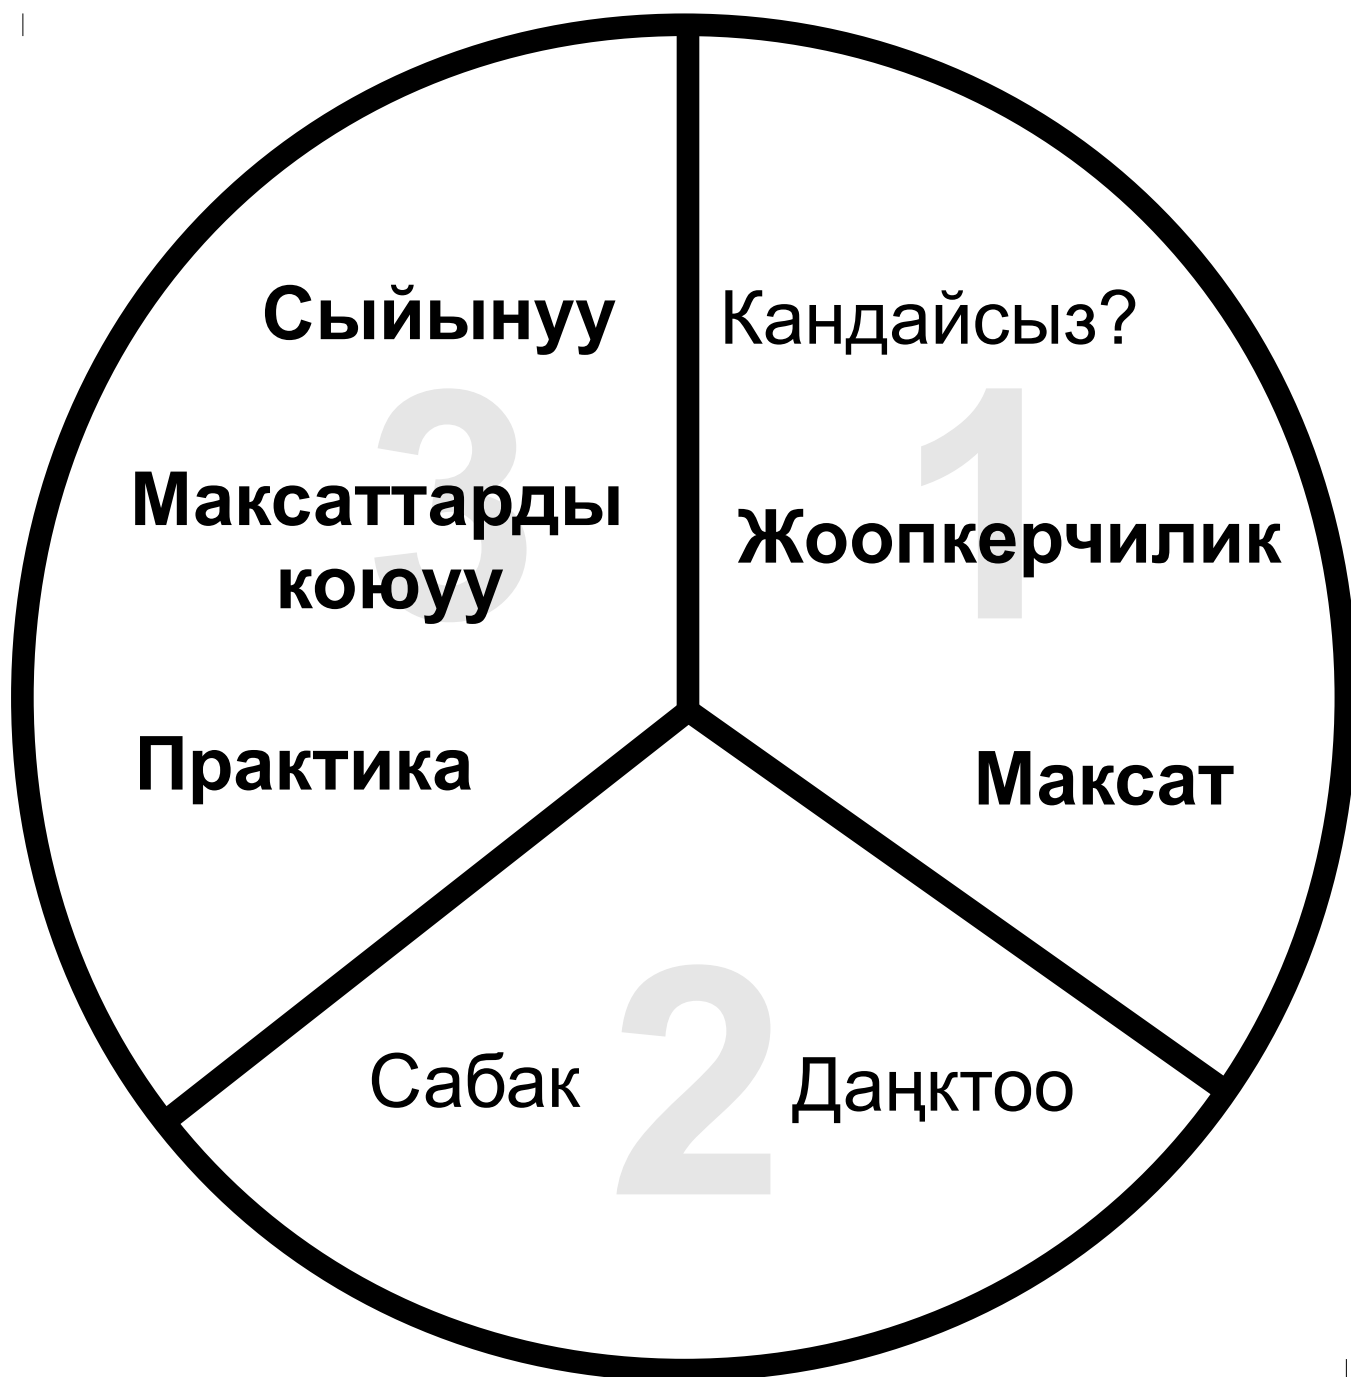 Сыйынуу
Максаттарды
коюуу
Практика
3
Кандайсыз?
Жоопкерчилик
Максат
1
Сабак
Даңктоо
2